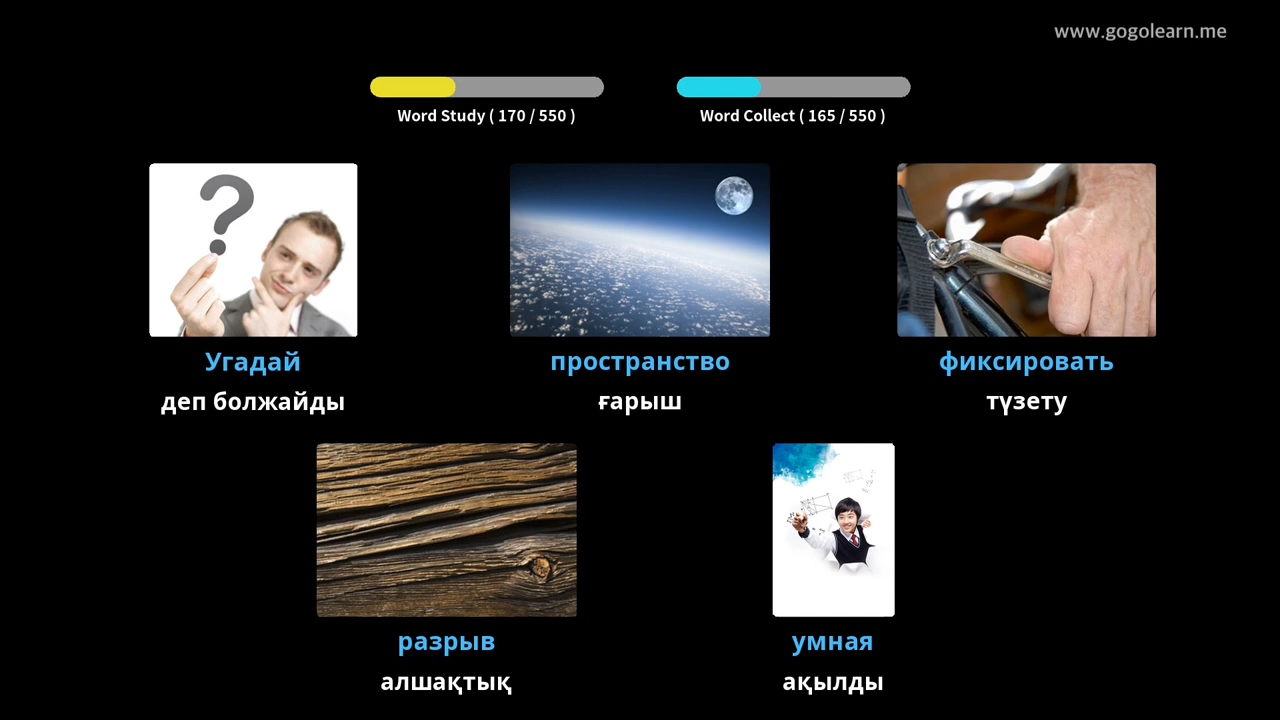 www.gogolearn.me
Word Study ( 170 / 550 )
Word Collect ( 165 / 550 )
Угадай
деп болжайды
пространство
ғарыш
фиксировать
түзету
разрыв
алшақтық
умная
ақылды